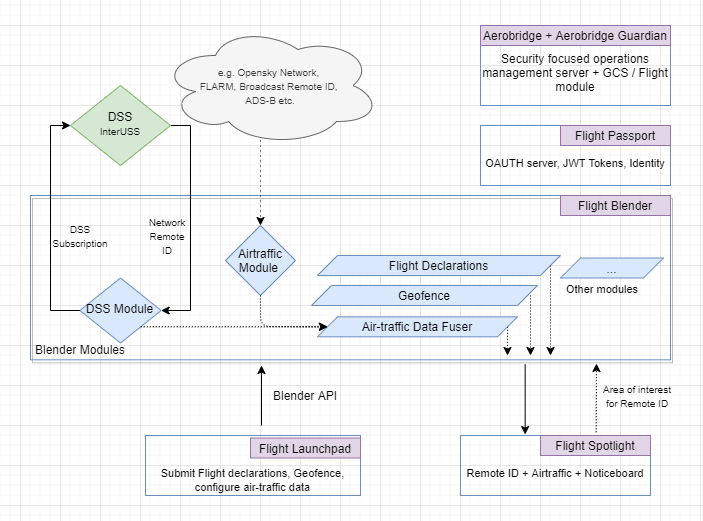 Aerobridge + Aerobridge Guardian
Security focused operations
management server + GCS / Flight
module
e.g. Opensky Network,
FLARM, Broadcast Remote ID,
ADS-B etc.
DSS
InterUSS
Flight Passport
OAUTH server, JWT Tokens, Identity
Flight Blender
DSS
Subscription
Network
Remote
ID
Airtraffic
Module
Flight Declarations
...
Other modules
Geofence
DSS Module
Air-traffic Data Fuser
Blender Modules
Blender API
Area of interest
for Remote ID
Flight Launchpad
Submit Flight declarations, Geofence,
configure air-traffic data
Flight Spotlight
Remote ID + Airtraffic + Noticeboard